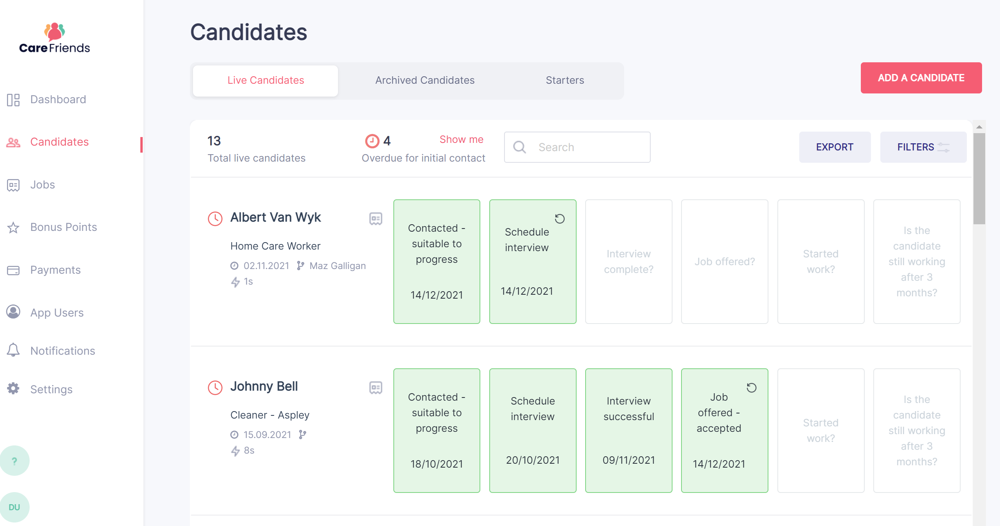 CareFriends
Dashboard
Candidates
Jobs
Bonus Points
Payments
App Users
Notifications
Settings
?
DU
Candidates
Live Candidates
Archived Candidates
Starters
ADD A CANDIDATE
13
Total live candidates
4
Show me
Overdue for initial contact
Search
EXPORT
FILTERS
Albert Van Wyk
Home Care Worker
02.11.2021
Maz Galligan
1s
Contacted -
suitable to
progress
14/12/2021
Schedule
interview
14/12/2021
Interview
complete?
Job offered?
Started
work?
Is the
candidate
still working
after 3
months?
Johnny Bell
Cleaner - Aspley
15.09.2021
8s
Contacted -
suitable to
progress
18/10/2021
Schedule
interview
20/10/2021
Interview
successful
09/11/2021
Job
offered -
accepted
14/12/2021
Started
work?
Is the
candidate
still working
after 3
months?